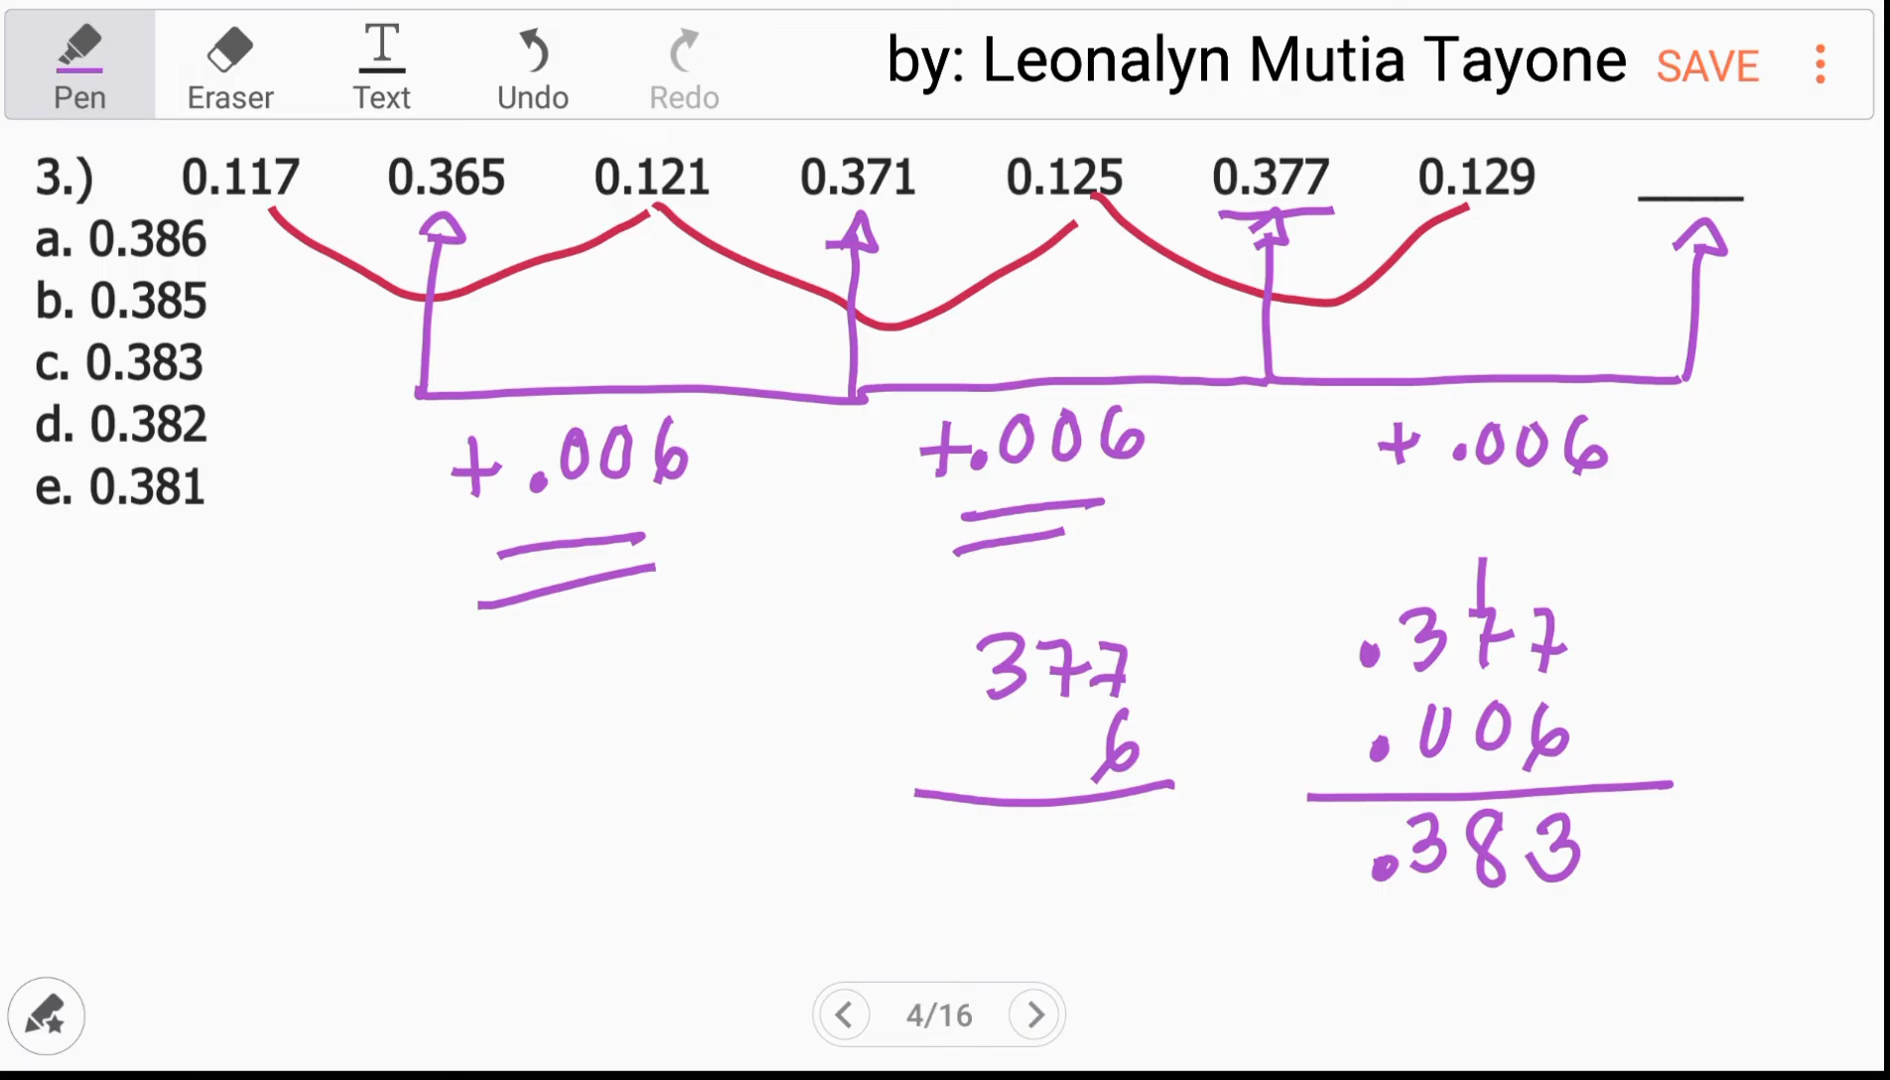 Pen Eraser Text Undo Redo by: Leonalyn Mutia Tayone SAVE
3.) 0.117 0.365 0.121 0.371 0.125 0.377 0.129 ____
a. 0.386
b. 0.385
c. 0.383
d. 0.382
e. 0.381
+ .006 +.006 + .006
1
377 .377
6 .006
.383
4/16